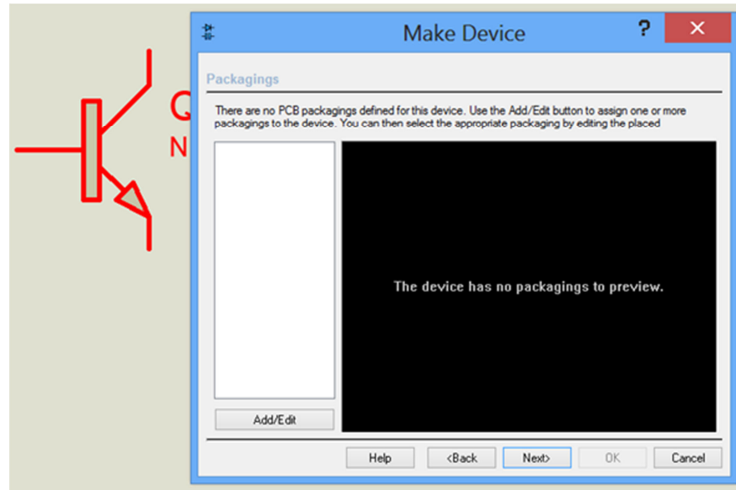 Make Device
?
Q
N
Packagings
There are no PCB packagings defined for this device. Use the Add/Edit button to assign one or more
packagings to the device. You can then select the appropriate packaging by editing the placed
The device has no packagings to preview.
Add/Edit
Help
<Back
Next>
OK
Cancel